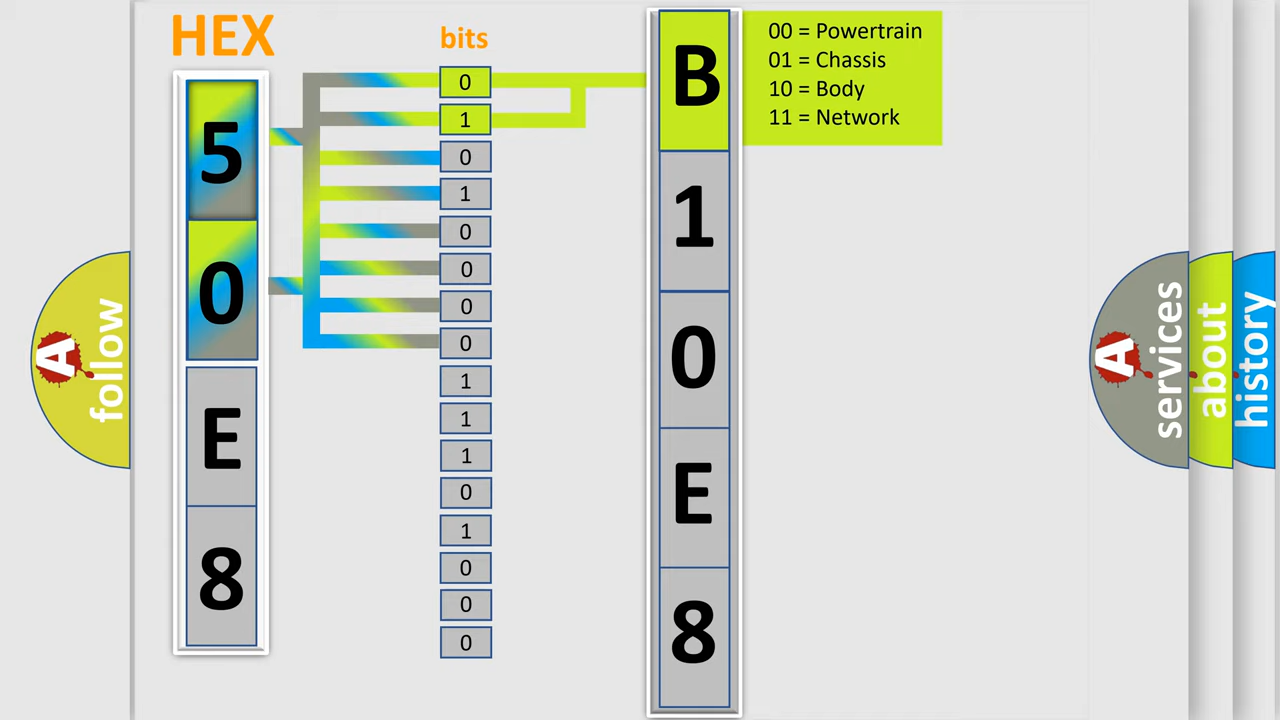 HEX
bits
5
0
E
8
0
1
0
1
0
0
0
0
1
1
1
0
1
0
0
0
B
1
0
E
8
00 = Powertrain
01 = Chassis
10 = Body
11 = Network
A
follow
A
services
about
history